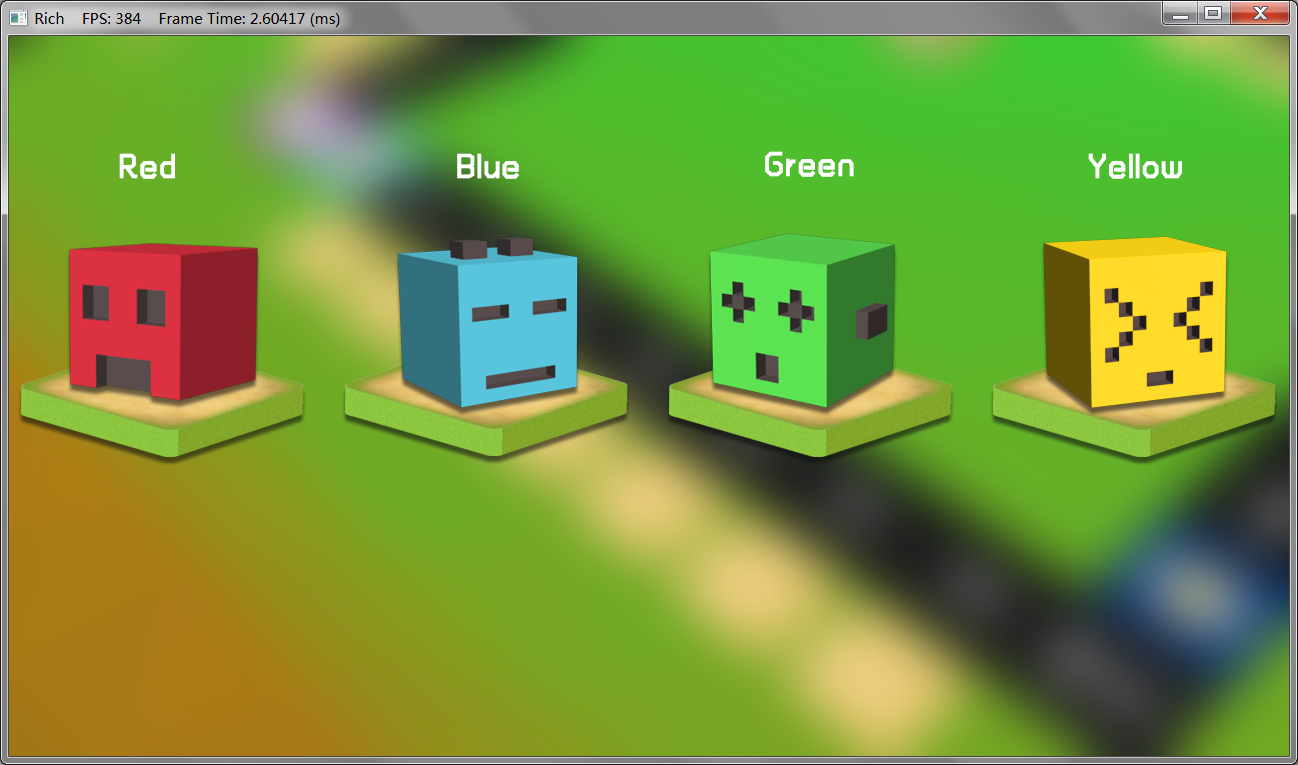 Rich FPS: 384 Frame Time: 2.60417 (ms)
Red Blue Green Yellow